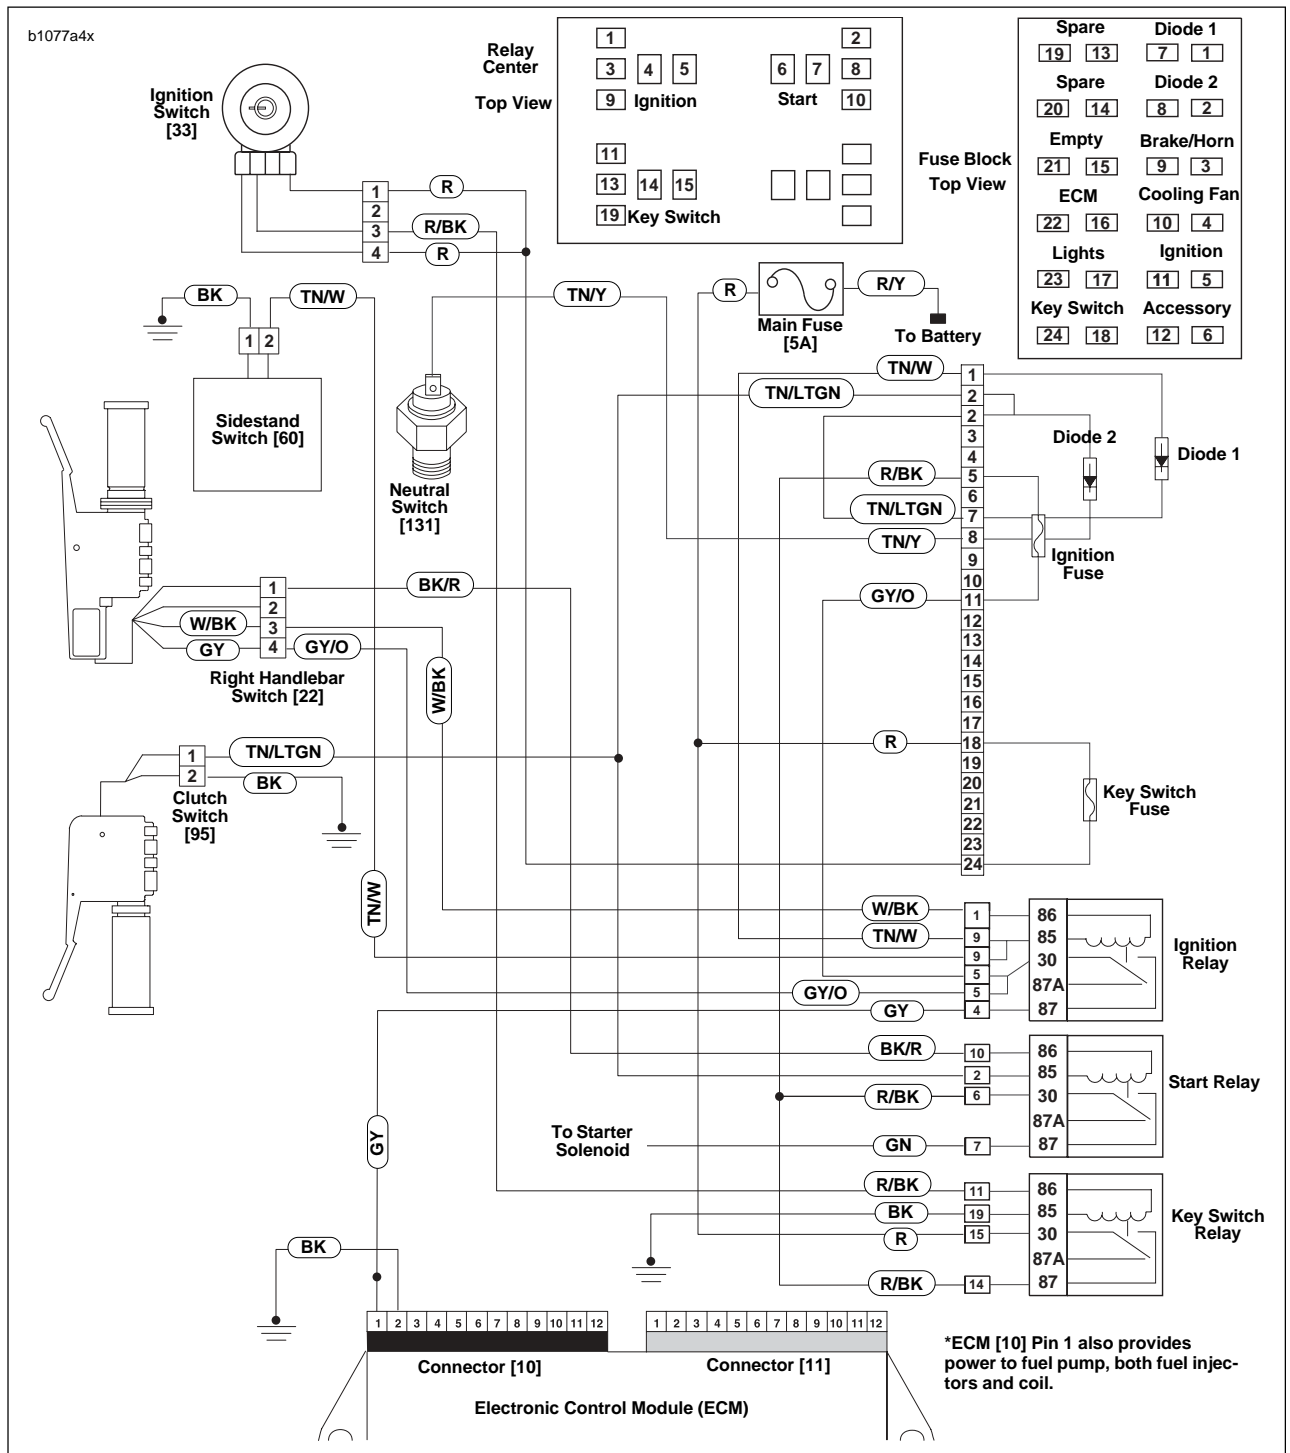 b1077a4x
Ignition
Switch
[33]
1
2
3
4
R
R/BK
R
Relay
Center
Top View
1
2
3
4
5
6
7
8
9
Ignition
Start
10
11
13
14
15
19
Key Switch
Fuse Block
Top View
Spare
Diode 1
19
13
7
1
Spare
Diode 2
20
14
8
2
Empty
Brake/Horn
21
15
9
3
ECM
Cooling Fan
22
16
10
4
Lights
Ignition
23
17
11
5
Key Switch
Accessory
24
18
12
6
BK
TN/W
1
2
Sidestand
Switch [60]
TN/Y
Neutral
Switch
[131]
R
R/Y
Main Fuse
[5A]
To Battery
TN/W
TN/LTGN
R/BK
TN/LTGN
TN/Y
GY/O
R
1
2
2
3
4
5
6
7
8
9
10
11
12
13
14
15
16
17
18
19
20
21
22
23
24
Diode 2
Diode 1
Ignition
Fuse
Key Switch
Fuse
1
2
3
4
BK/R
W/BK
GY
GY/O
W/BK
Right Handlebar
Switch [22]
1
2
TN/LTGN
BK
Clutch
Switch
[95]
TN/W
W/BK
TN/W
GY/O
GY
1
9
9
5
5
4
86
85
30
87A
87
Ignition
Relay
BK/R
R/BK
GN
10
2
6
7
86
85
30
87A
87
Start Relay
To Starter
Solenoid
R/BK
BK
R
R/BK
11
19
15
14
86
85
30
87A
87
Key Switch
Relay
GY
BK
1 2 3 4 5 6 7 8 9 10 11 12
1 2 3 4 5 6 7 8 9 10 11 12
Connector [10]
Connector [11]
Electronic Control Module (ECM)
*ECM [10] Pin 1 also provides
power to fuel pump, both fuel injec-
tors and coil.